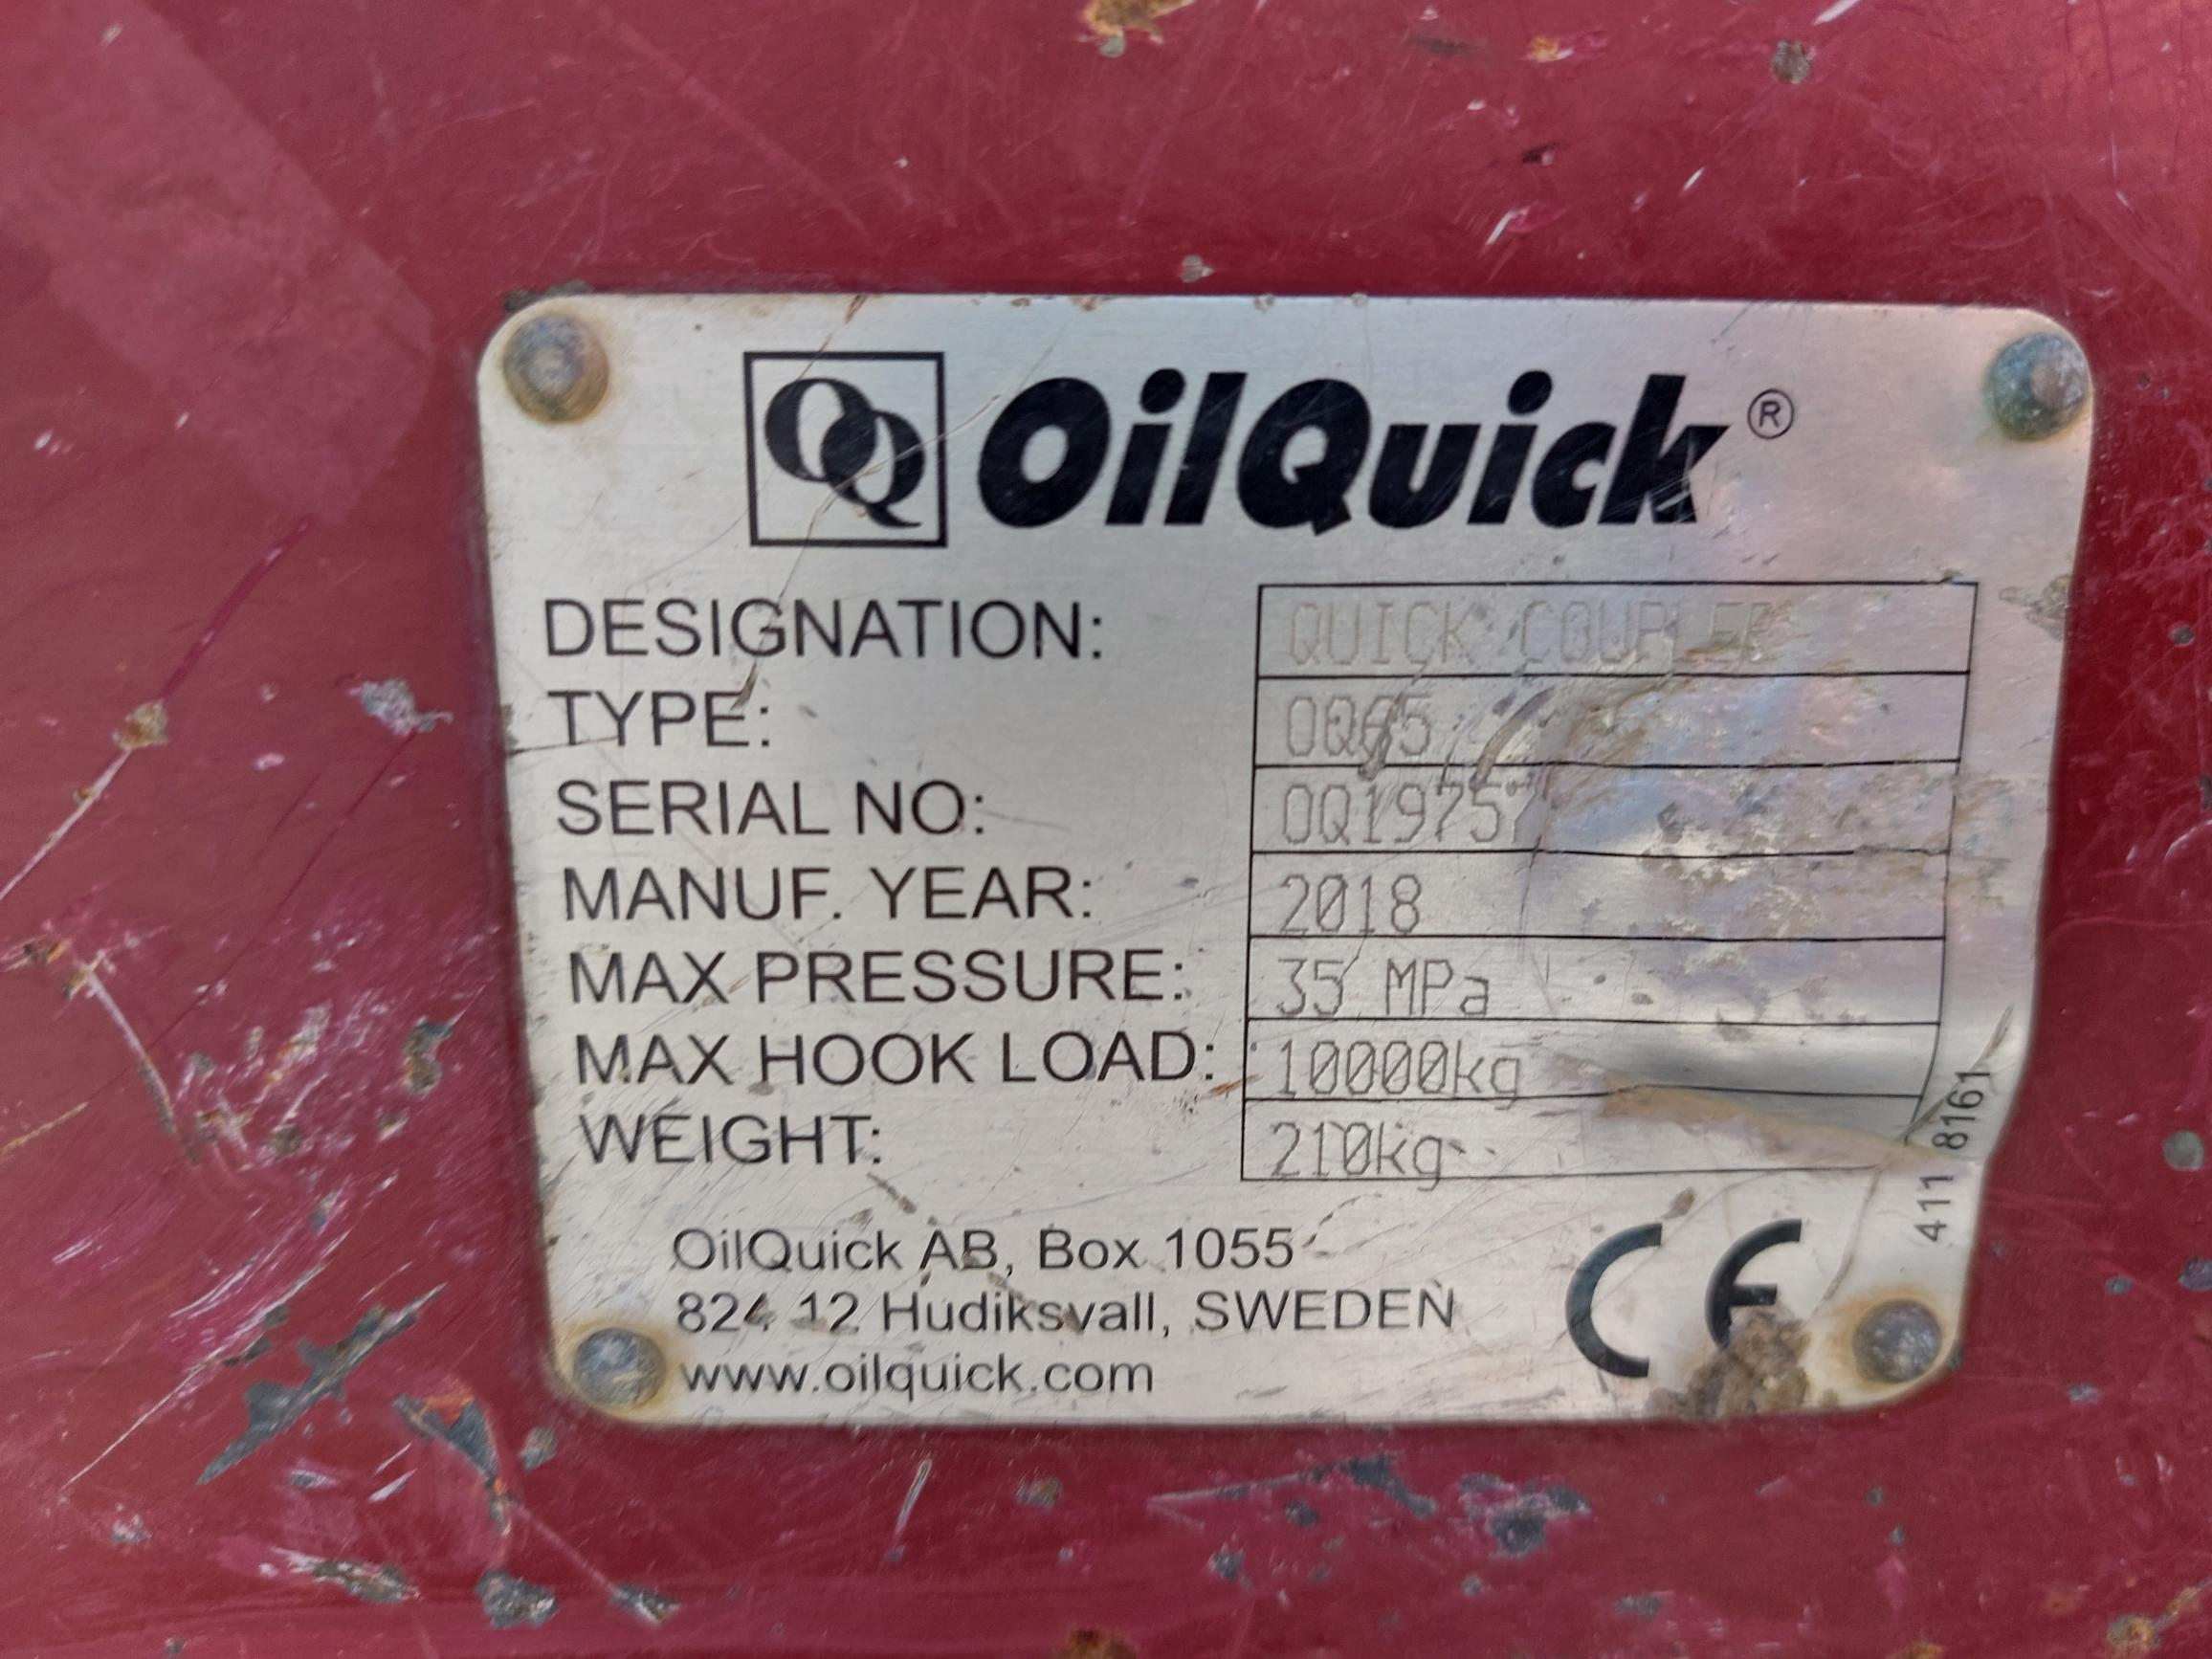 OQ OilQuick®
DESIGNATION: QUICK COUPLER
TYPE: OQ65
SERIAL NO:
MANUF. YEAR: 2018
MAX PRESSURE: 35 MPa
MAX HOOK LOAD: 10000kg
WEIGHT: 210kg
OilQuick AB, Box 1055
824 12 Hudiksvall, SWEDEN
www.oilquick.com
CE
411 8161